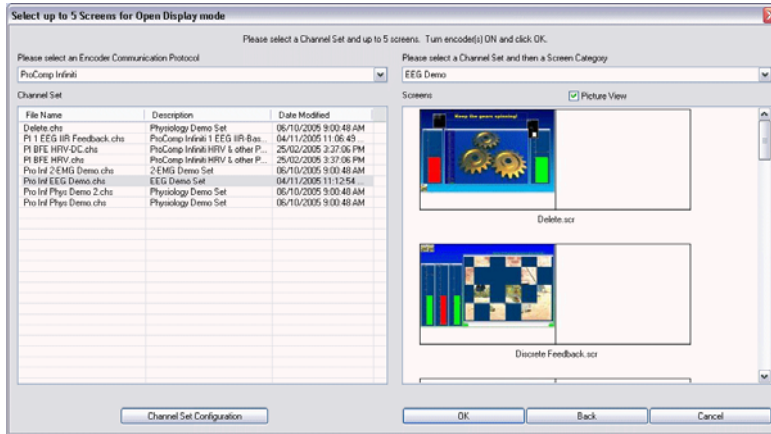 Select up to 5 Screens for Open Display mode
Please select a Channel Set and up to 5 screens. Turn encoder(s) ON and click OK.
Please select an Encoder Communication Protocol
Please select a Channel Set and then a Screen Category
ProComp Infiniti
EEG Demo
Channel Set
Screens
Picture View
File Name Description Date Modified
Delete.chs Physiology Demo Set 06/10/2005 9:00:48 AM
PI 1 EEG IIR Feedback.chs ProComp Infiniti 1 EEG IIR-Bas... 04/11/2005 11:06:49 ...
PI BFE HRV-DC.chs ProComp Infiniti HRV & other P... 25/02/2005 3:37:06 PM
PI BFE HRV.chs ProComp Infiniti HRV & other P... 25/02/2005 3:37:06 PM
Pro Inf 2-EMG Demo.chs 2-EMG Demo Set 06/10/2005 9:00:48 AM
Pro Inf EEG Demo.chs EEG Demo Set 04/11/2005 11:12:54 ...
Pro Inf Phys Demo 2.chs Physiology Demo Set 06/10/2005 9:00:48 AM
Pro Inf Phys Demo.chs Physiology Demo Set 06/10/2005 9:00:48 AM
Keep the gears spinning!
Delete.scr
Discrete Feedback.scr
Channel Set Configuration
OK
Back
Cancel